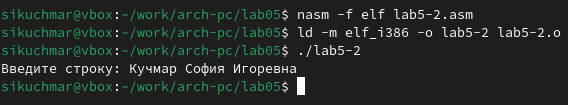 sikuchmar@vbox:~/work/arch-pc/lab05$ nasm -f elf lab5-2.asm
sikuchmar@vbox:~/work/arch-pc/lab05$ ld -m elf_i386 -o lab5-2 lab5-2.o
sikuchmar@vbox:~/work/arch-pc/lab05$ ./lab5-2
Введите строку: Кучмар София Игоревна
sikuchmar@vbox:~/work/arch-pc/lab05$